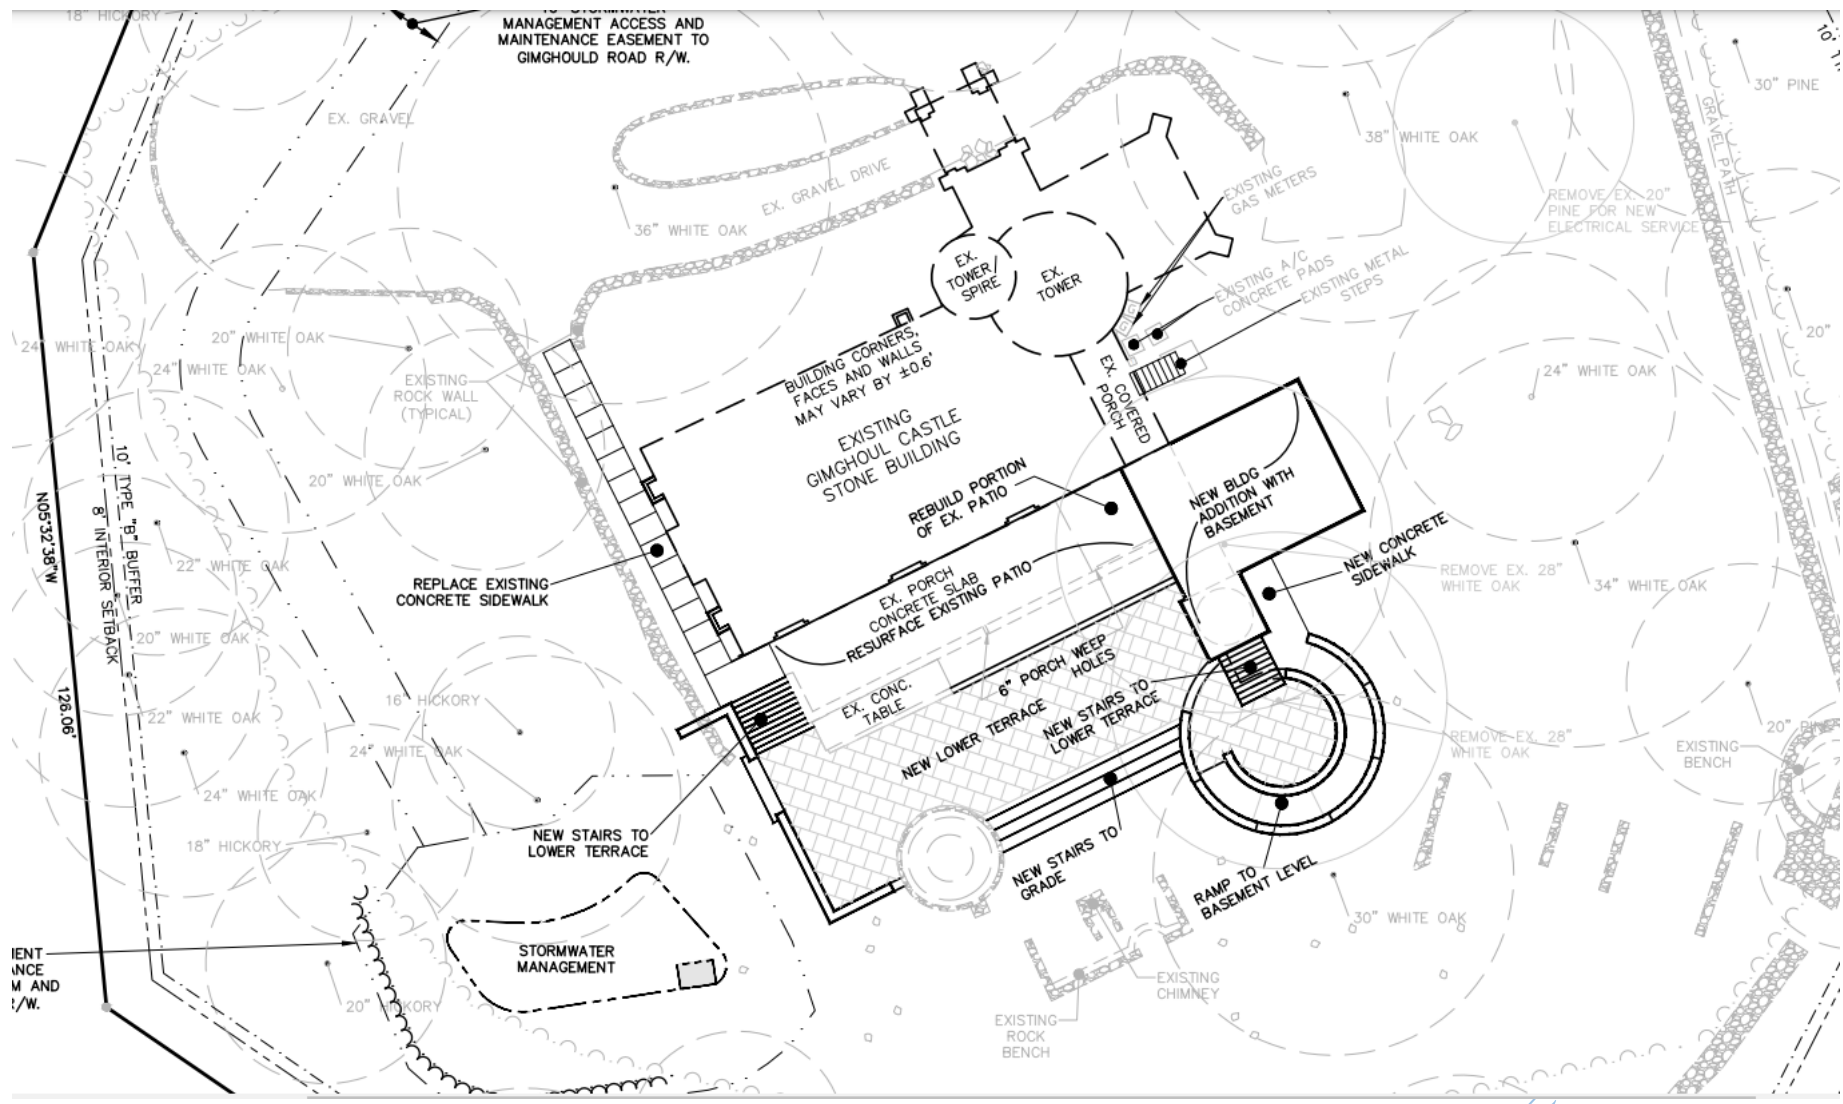 18" HICKORY
10' STORMWATER
MANAGEMENT ACCESS AND
MAINTENANCE EASEMENT TO
GIMGHOULD ROAD R/W.
EX. GRAVEL
EX. GRAVEL DRIVE
36" WHITE OAK
30" PINE
38" WHITE OAK
GRAVEL PATH
EXISTING
GAS METERS
REMOVE EX. 20"
PINE FOR NEW
ELECTRICAL SERVICE
EX.
TOWER/
SPIRE
EX.
TOWER
EXISTING A/C
CONCRETE PADS
EXISTING METAL
STEPS
24" WHITE OAK
20" WHITE OAK
24" WHITE OAK
20"
EXISTING
ROCK WALL
(TYPICAL)
BUILDING CORNERS,
FACES AND WALLS
MAY VARY BY ±0.6'
EX. COVERED
PORCH
24" WHITE OAK
EXISTING
GIMGHOUL CASTLE
STONE BUILDING
20" WHITE OAK
10' TYPE "B" BUFFER
8' INTERIOR SETBACK
N05°32'38"W
126.06'
REBUILD PORTION
OF EX. PATIO
NEW BLDG
ADDITION WITH
BASEMENT
NEW CONCRETE
SIDEWALK
22" WHITE OAK
REPLACE EXISTING
CONCRETE SIDEWALK
EX. PORCH
CONCRETE SLAB
RESURFACE EXISTING PATIO
REMOVE EX. 28"
WHITE OAK
34" WHITE OAK
20" WHITE OAK
6" PORCH WEEP
HOLES
16" HICKORY
EX. CONC.
TABLE
NEW STAIRS TO
LOWER TERRACE
22" WHITE OAK
NEW LOWER TERRACE
20" PINE
24" WHITE OAK
REMOVE EX. 28"
WHITE OAK
EXISTING
BENCH
24" WHITE OAK
18" HICKORY
NEW STAIRS TO
LOWER TERRACE
NEW STAIRS TO
GRADE
RAMP TO
BASEMENT LEVEL
30" WHITE OAK
STORMWATER
MANAGEMENT
M AND
R/W.
20" HICKORY
EXISTING
CHIMNEY
EXISTING
ROCK
BENCH